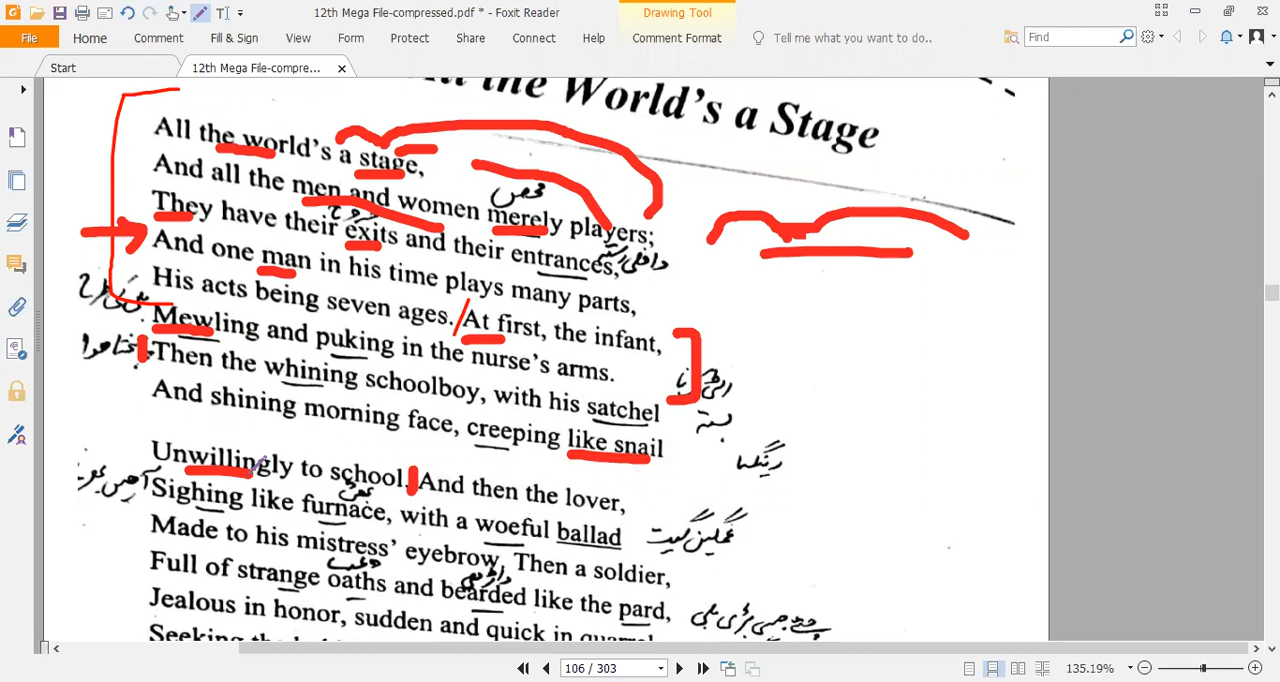 12th Mega File-compressed.pdf * - Foxit Reader
Drawing Tool
File Home Comment Fill & Sign View Form Protect Share Connect Help Comment Format Tell me what you want to do.. Find
Start 12th Mega File-compre...
the World's a Stage
All the world's a stage,
And all the men and women merely players;
They have their exits and their entrances,
And one man in his time plays many parts,
His acts being seven ages. At first, the infant,
Mewling and puking in the nurse's arms.
Then the whining schoolboy, with his satchel
بستہ
And shining morning face, creeping like snail
Unwillingly to school. And then the lover,
Sighing like furnace, with a woeful ballad
غمگین گیت
Made to his mistress' eyebrow. Then a soldier,
Full of strange oaths and bearded like the pard,
Jealous in honor, sudden and quick in quarrel
106 / 303
135.19%